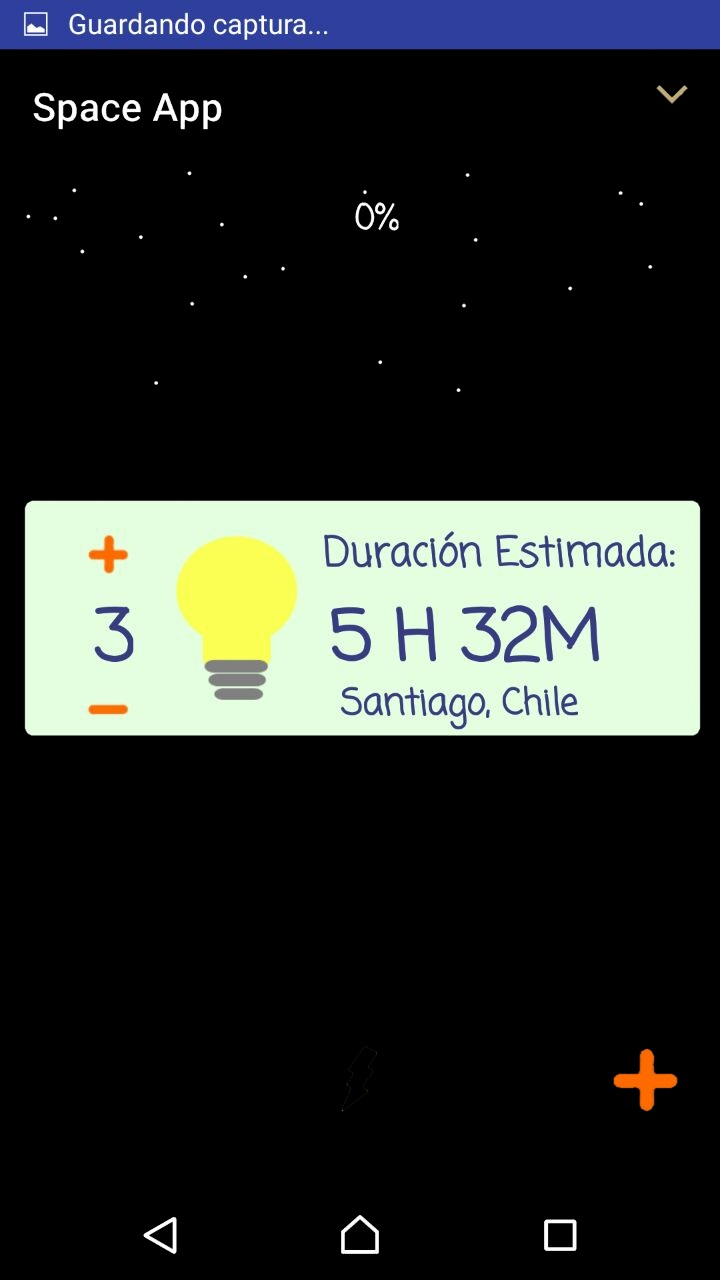 Guardando captura...
Space App
0%
Duración Estimada:
3
5 H 32M
Santiago, Chile